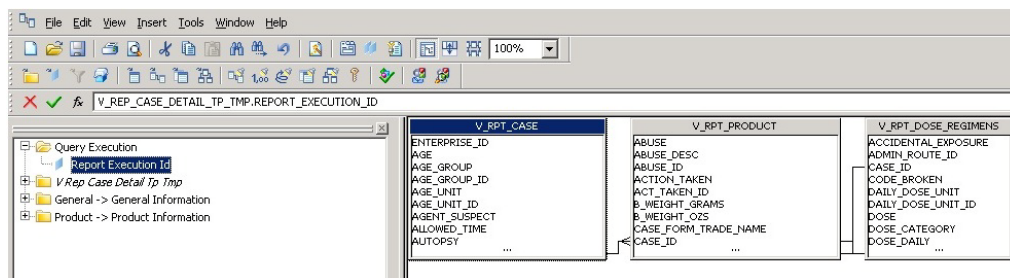 File Edit View Insert Tools Window Help
100%
V_REP_CASE_DETAIL_TP_TMP.REPORT_EXECUTION_ID
Query Execution
Report Execution Id
V Rep Case Detail Tp Tmp
General -> General Information
Product -> Product Information
V_RPT_CASE
ENTERPRISE_ID
AGE
AGE_GROUP
AGE_GROUP_ID
AGE_UNIT
AGE_UNIT_ID
AGENT_SUSPECT
ALLOWED_TIME
AUTOPSY
...
V_RPT_PRODUCT
ABUSE
ABUSE_DESC
ABUSE_ID
ACTION_TAKEN
ACT_TAKEN_ID
B_WEIGHT_GRAMS
B_WEIGHT_OZS
CASE_FORM_TRADE_NAME
CASE_ID
...
V_RPT_DOSE_REGIMENS
ACCIDENTAL_EXPOSURE
ADMIN_ROUTE_ID
CASE_ID
CODE_BROKEN
DAILY_DOSE_UNIT
DAILY_DOSE_UNIT_ID
DOSE
DOSE_CATEGORY
DOSE_DAILY
...